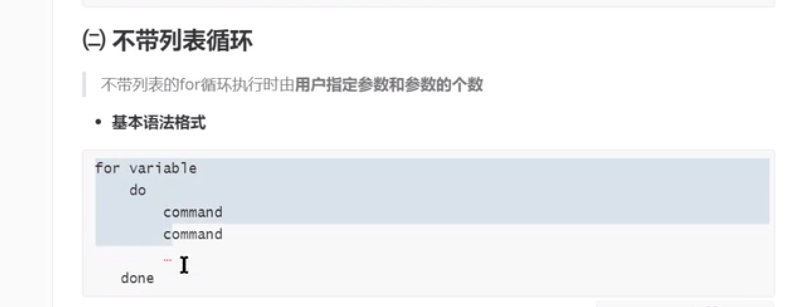 ㈡ 不带列表循环
不带列表的for循环执行时由用户指定参数和参数的个数
• 基本语法格式
for variable
do
command
command
...
done